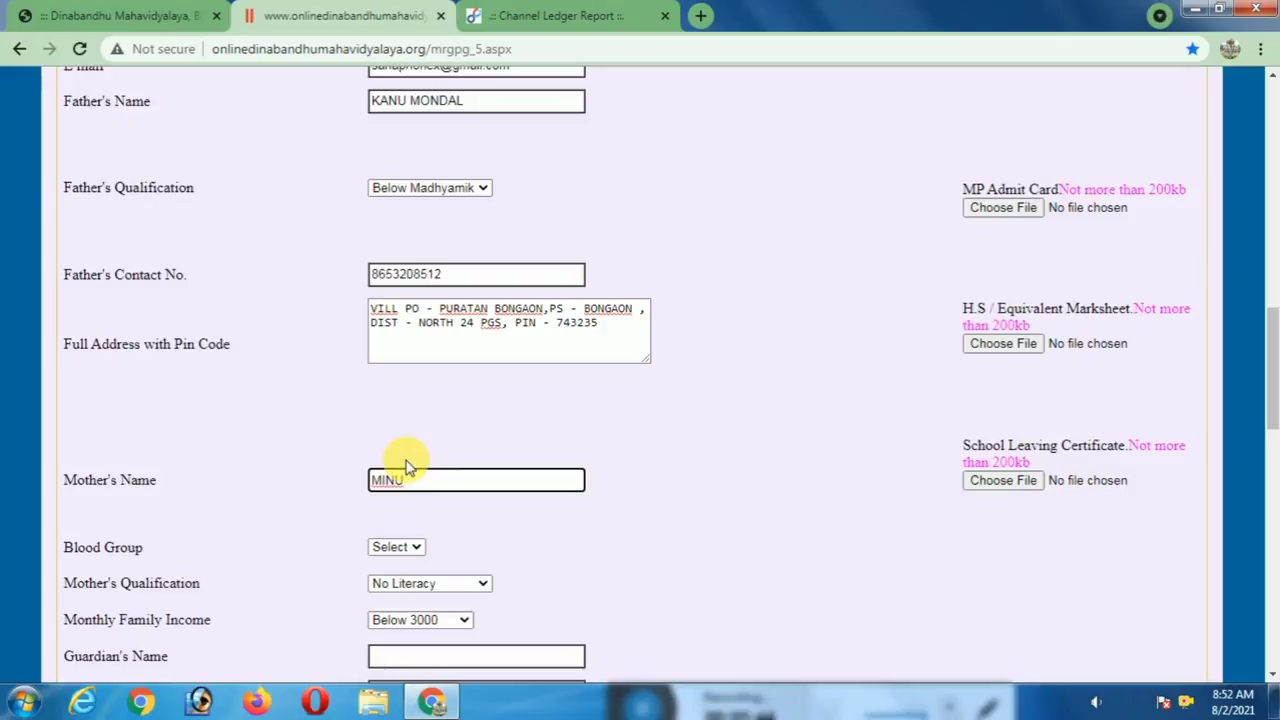 ::: Dinabandhu Mahavidyalaya, B
www.onlinedinabandhumahavid
.:: Channel Ledger Report ::.
Not secure
onlinedinabandhumahavidyalaya.org/mrgpg_5.aspx
E-mail
sahaphonex@gmail.com
Father's Name
KANU MONDAL
Father's Qualification
Below Madhyamik
MP Admit Card.Not more than 200kb
Choose File No file chosen
Father's Contact No.
8653208512
Full Address with Pin Code
VILL PO - PURATAN BONGAON,PS - BONGAON ,
DIST - NORTH 24 PGS, PIN - 743235
H.S / Equivalent Marksheet.Not more
than 200kb
Choose File No file chosen
Mother's Name
MINU
School Leaving Certificate.Not more
than 200kb
Choose File No file chosen
Blood Group
Select
Mother's Qualification
No Literacy
Monthly Family Income
Below 3000
Guardian's Name
Recording...
8:52 AM
8/2/2021